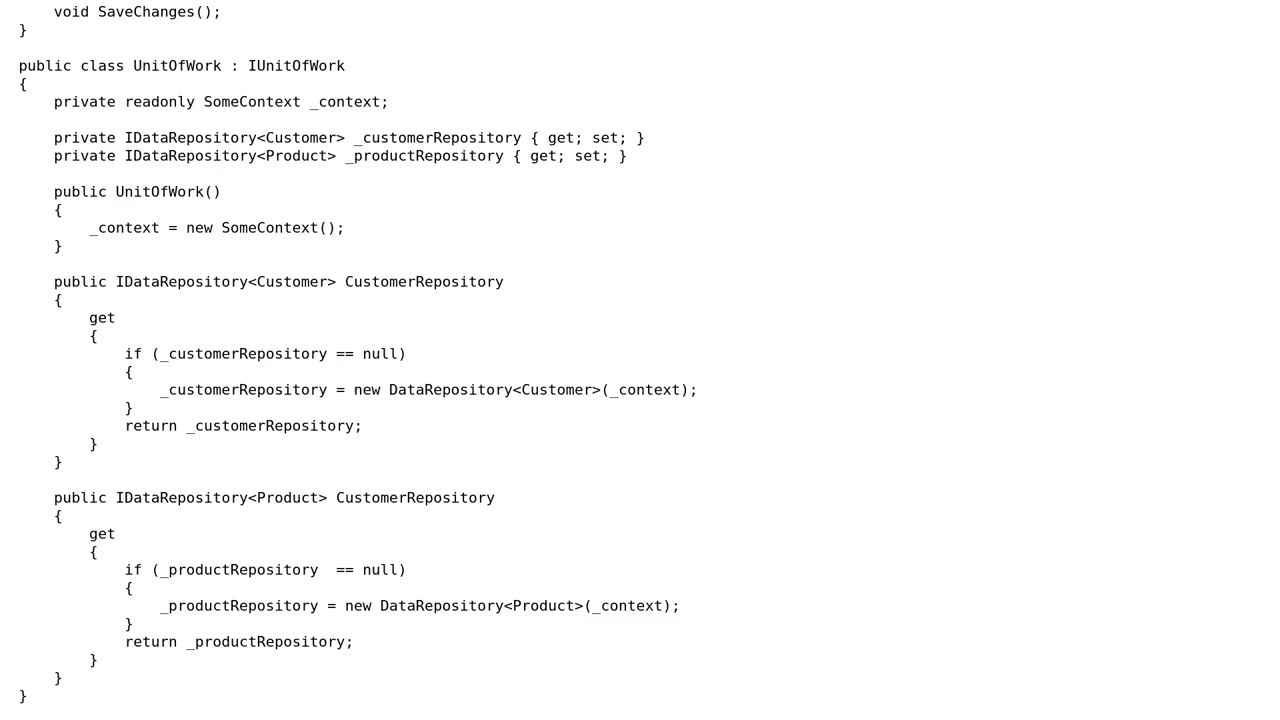 void SaveChanges();
}

public class UnitOfWork : IUnitOfWork
{
    private readonly SomeContext _context;

    private IDataRepository<Customer> _customerRepository { get; set; }
    private IDataRepository<Product> _productRepository { get; set; }

    public UnitOfWork()
    {
        _context = new SomeContext();
    }

    public IDataRepository<Customer> CustomerRepository
    {
        get
        {
            if (_customerRepository == null)
            {
                _customerRepository = new DataRepository<Customer>(_context);
            }
            return _customerRepository;
        }
    }

    public IDataRepository<Product> CustomerRepository
    {
        get
        {
            if (_productRepository  == null)
            {
                _productRepository = new DataRepository<Product>(_context);
            }
            return _productRepository;
        }
    }
}